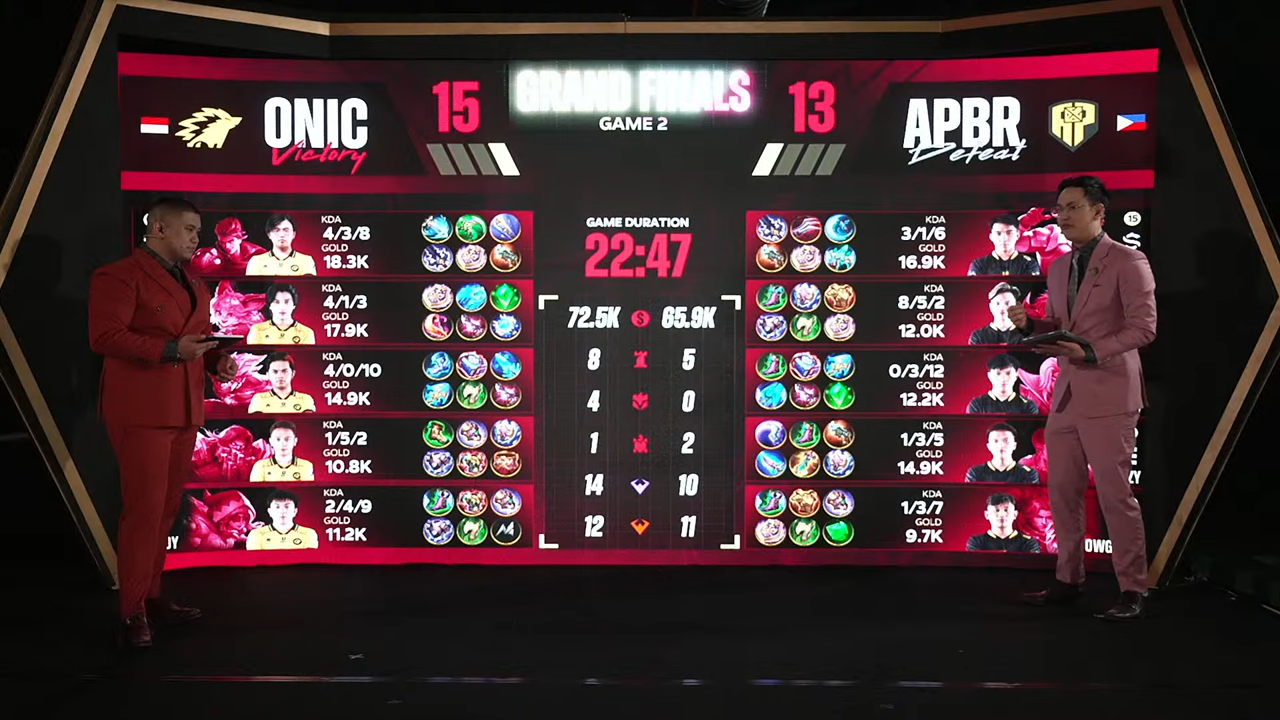 GRAND FINALS
GAME 2
ONIC
Victory
15
13
APBR
Defeat
GAME DURATION
22:47
72.5K 65.9K
8 5
4 0
1 2
14 10
12 11
KDA
4/3/8
GOLD
18.3K
KDA
4/1/3
GOLD
17.9K
KDA
4/0/10
GOLD
14.9K
KDA
1/5/2
GOLD
10.8K
KDA
2/4/9
GOLD
11.2K
KDA
3/1/6
GOLD
16.9K
15
KDA
8/5/2
GOLD
12.0K
KDA
0/3/12
GOLD
12.2K
KDA
1/3/5
GOLD
14.9K
KDA
1/3/7
GOLD
9.7K